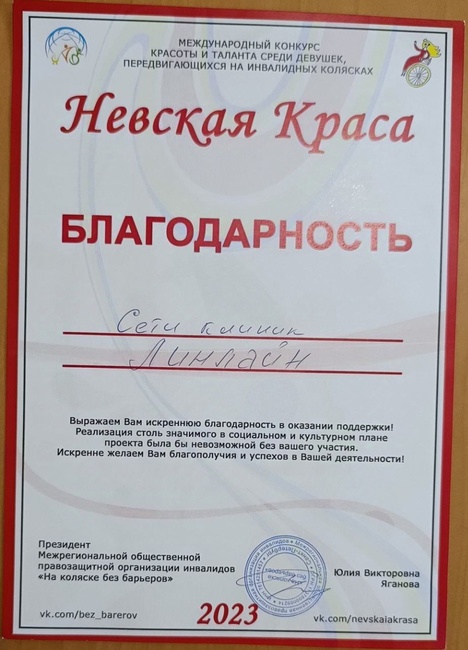 МЕЖДУНАРОДНЫЙ КОНКУРС
КРАСОТЫ И ТАЛАНТА СРЕДИ ДЕВУШЕК,
ПЕРЕДВИГАЮЩИХСЯ НА ИНВАЛИДНЫХ КОЛЯСКАХ
Невская Краса
БЛАГОДАРНОСТЬ
Сети клиник
Линлайн
Выражаем Вам искреннюю благодарность в оказании поддержки!
Реализация столь значимого в социальном и культурном плане
проекта была бы невозможной без вашего участия.
Искренне желаем Вам благополучия и успехов в Вашей деятельности!
Президент
Межрегиональной общественной
правозащитной организации инвалидов
«На коляске без барьеров»
Юлия Викторовна
Яганова
vk.com/bez_barerov
2023
vk.com/nevskaiakrasa